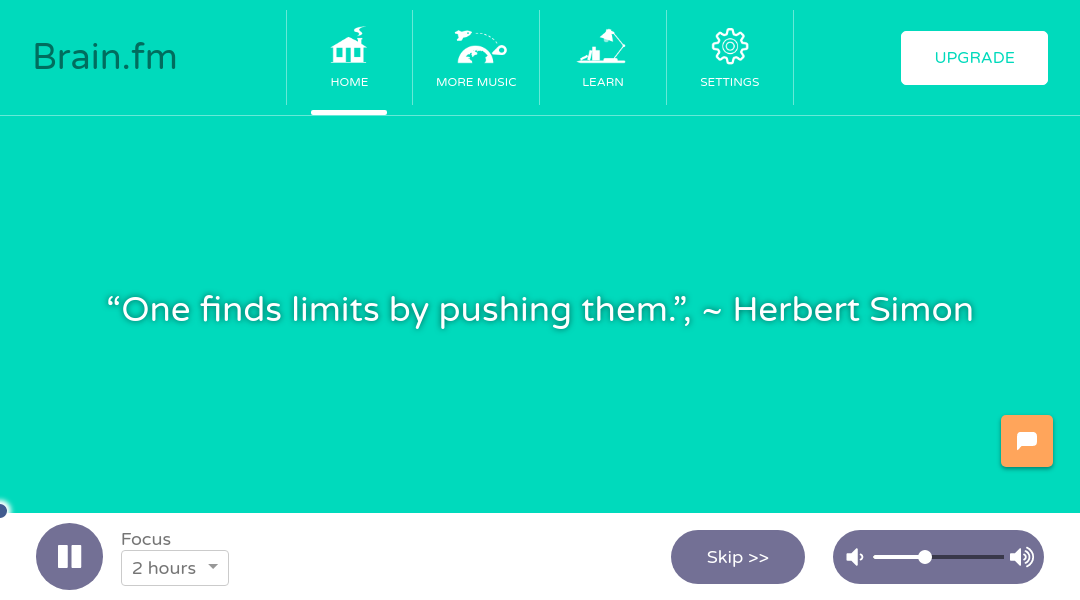 Brain.fm
HOME
MORE MUSIC
LEARN
SETTINGS
UPGRADE
“One finds limits by pushing them.”, ~ Herbert Simon
Focus
2 hours
Skip >>